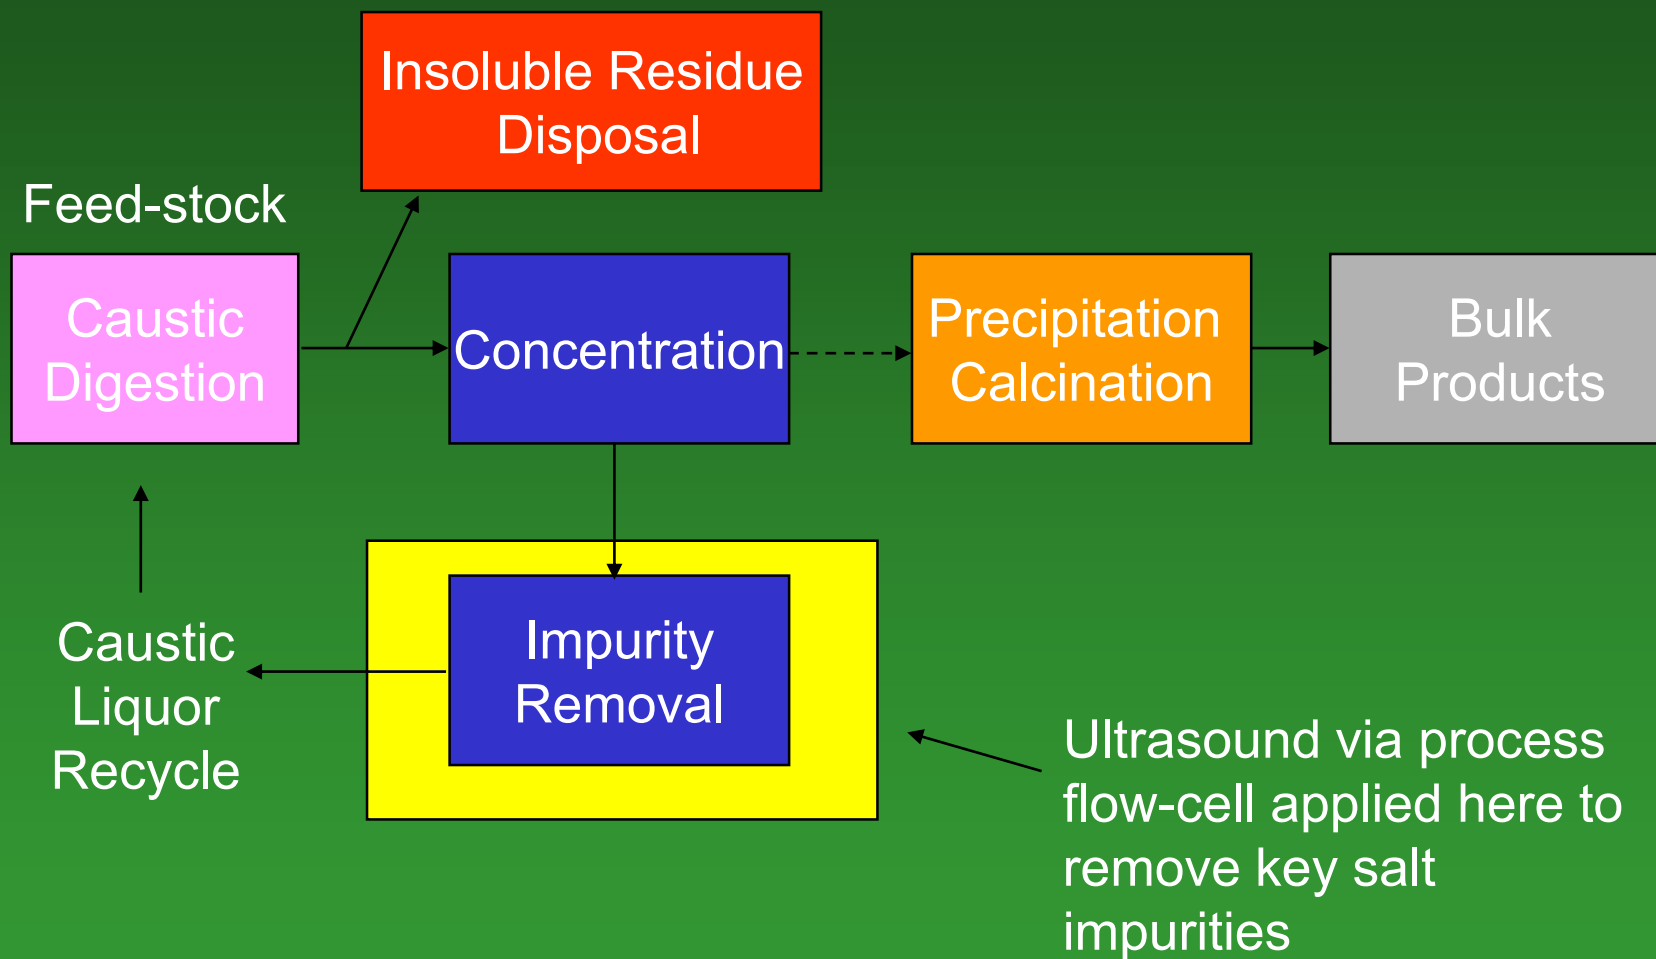 Insoluble Residue
Disposal
Feed-stock
Caustic
Digestion
Concentration
Precipitation
Calcination
Bulk
Products
Impurity
Removal
Caustic
Liquor
Recycle
Ultrasound via process
flow-cell applied here to
remove key salt
impurities